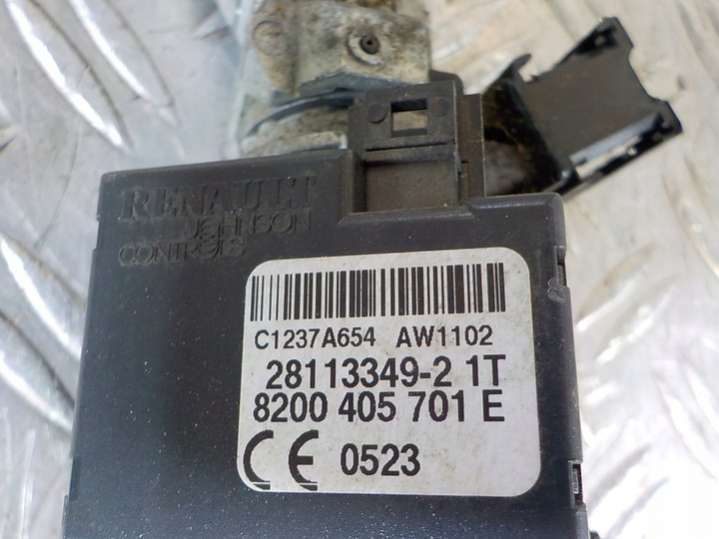 RENAULT
JOHNSON
CONTROLS
C1237A654 AW1102
28113349-2 1T
8200 405 701 E
CE 0523